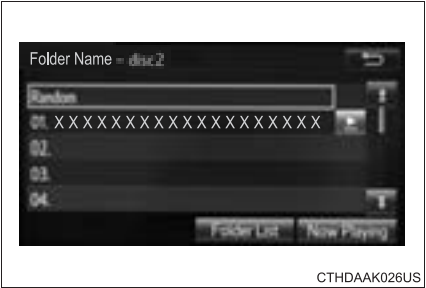 Folder Name = disc2
Random
01. XXXXXXXXXXXXXXXXXXX
02.
03.
04.
Folder List Now Playing
CTHDAAK026US